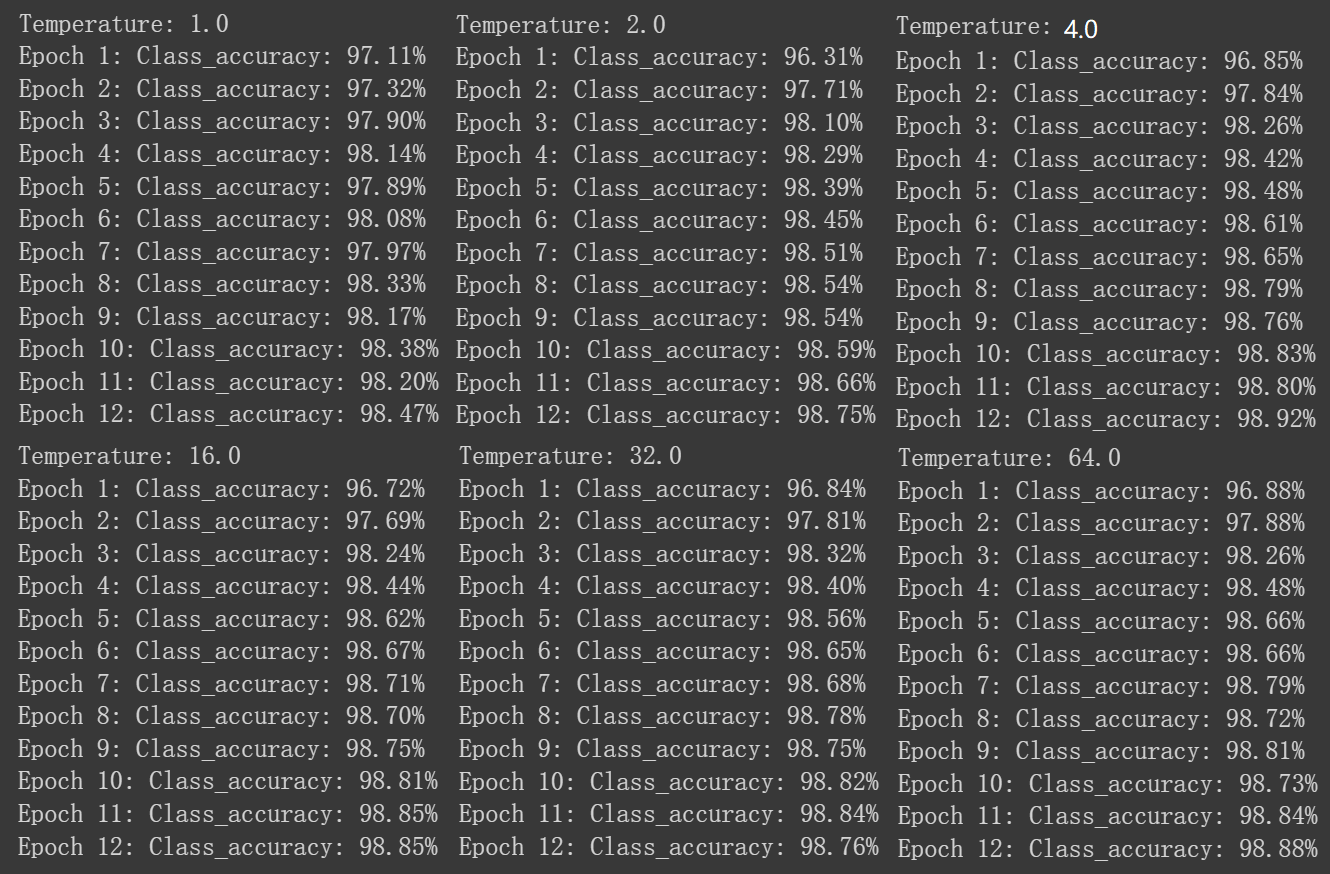 Temperature: 1.0
Epoch 1: Class_accuracy: 97.11%
Epoch 2: Class_accuracy: 97.32%
Epoch 3: Class_accuracy: 97.90%
Epoch 4: Class_accuracy: 98.14%
Epoch 5: Class_accuracy: 97.89%
Epoch 6: Class_accuracy: 98.08%
Epoch 7: Class_accuracy: 97.97%
Epoch 8: Class_accuracy: 98.33%
Epoch 9: Class_accuracy: 98.17%
Epoch 10: Class_accuracy: 98.38%
Epoch 11: Class_accuracy: 98.20%
Epoch 12: Class_accuracy: 98.47%
Temperature: 2.0
Epoch 1: Class_accuracy: 96.31%
Epoch 2: Class_accuracy: 97.71%
Epoch 3: Class_accuracy: 98.10%
Epoch 4: Class_accuracy: 98.29%
Epoch 5: Class_accuracy: 98.39%
Epoch 6: Class_accuracy: 98.45%
Epoch 7: Class_accuracy: 98.51%
Epoch 8: Class_accuracy: 98.54%
Epoch 9: Class_accuracy: 98.54%
Epoch 10: Class_accuracy: 98.59%
Epoch 11: Class_accuracy: 98.66%
Epoch 12: Class_accuracy: 98.75%
Temperature: 4.0
Epoch 1: Class_accuracy: 96.85%
Epoch 2: Class_accuracy: 97.84%
Epoch 3: Class_accuracy: 98.26%
Epoch 4: Class_accuracy: 98.42%
Epoch 5: Class_accuracy: 98.48%
Epoch 6: Class_accuracy: 98.61%
Epoch 7: Class_accuracy: 98.65%
Epoch 8: Class_accuracy: 98.79%
Epoch 9: Class_accuracy: 98.76%
Epoch 10: Class_accuracy: 98.83%
Epoch 11: Class_accuracy: 98.80%
Epoch 12: Class_accuracy: 98.92%
Temperature: 16.0
Epoch 1: Class_accuracy: 96.72%
Epoch 2: Class_accuracy: 97.69%
Epoch 3: Class_accuracy: 98.24%
Epoch 4: Class_accuracy: 98.44%
Epoch 5: Class_accuracy: 98.62%
Epoch 6: Class_accuracy: 98.67%
Epoch 7: Class_accuracy: 98.71%
Epoch 8: Class_accuracy: 98.70%
Epoch 9: Class_accuracy: 98.75%
Epoch 10: Class_accuracy: 98.81%
Epoch 11: Class_accuracy: 98.85%
Epoch 12: Class_accuracy: 98.85%
Temperature: 32.0
Epoch 1: Class_accuracy: 96.84%
Epoch 2: Class_accuracy: 97.81%
Epoch 3: Class_accuracy: 98.32%
Epoch 4: Class_accuracy: 98.40%
Epoch 5: Class_accuracy: 98.56%
Epoch 6: Class_accuracy: 98.65%
Epoch 7: Class_accuracy: 98.68%
Epoch 8: Class_accuracy: 98.78%
Epoch 9: Class_accuracy: 98.75%
Epoch 10: Class_accuracy: 98.82%
Epoch 11: Class_accuracy: 98.84%
Epoch 12: Class_accuracy: 98.76%
Temperature: 64.0
Epoch 1: Class_accuracy: 96.88%
Epoch 2: Class_accuracy: 97.88%
Epoch 3: Class_accuracy: 98.26%
Epoch 4: Class_accuracy: 98.48%
Epoch 5: Class_accuracy: 98.66%
Epoch 6: Class_accuracy: 98.66%
Epoch 7: Class_accuracy: 98.79%
Epoch 8: Class_accuracy: 98.72%
Epoch 9: Class_accuracy: 98.81%
Epoch 10: Class_accuracy: 98.73%
Epoch 11: Class_accuracy: 98.84%
Epoch 12: Class_accuracy: 98.88%